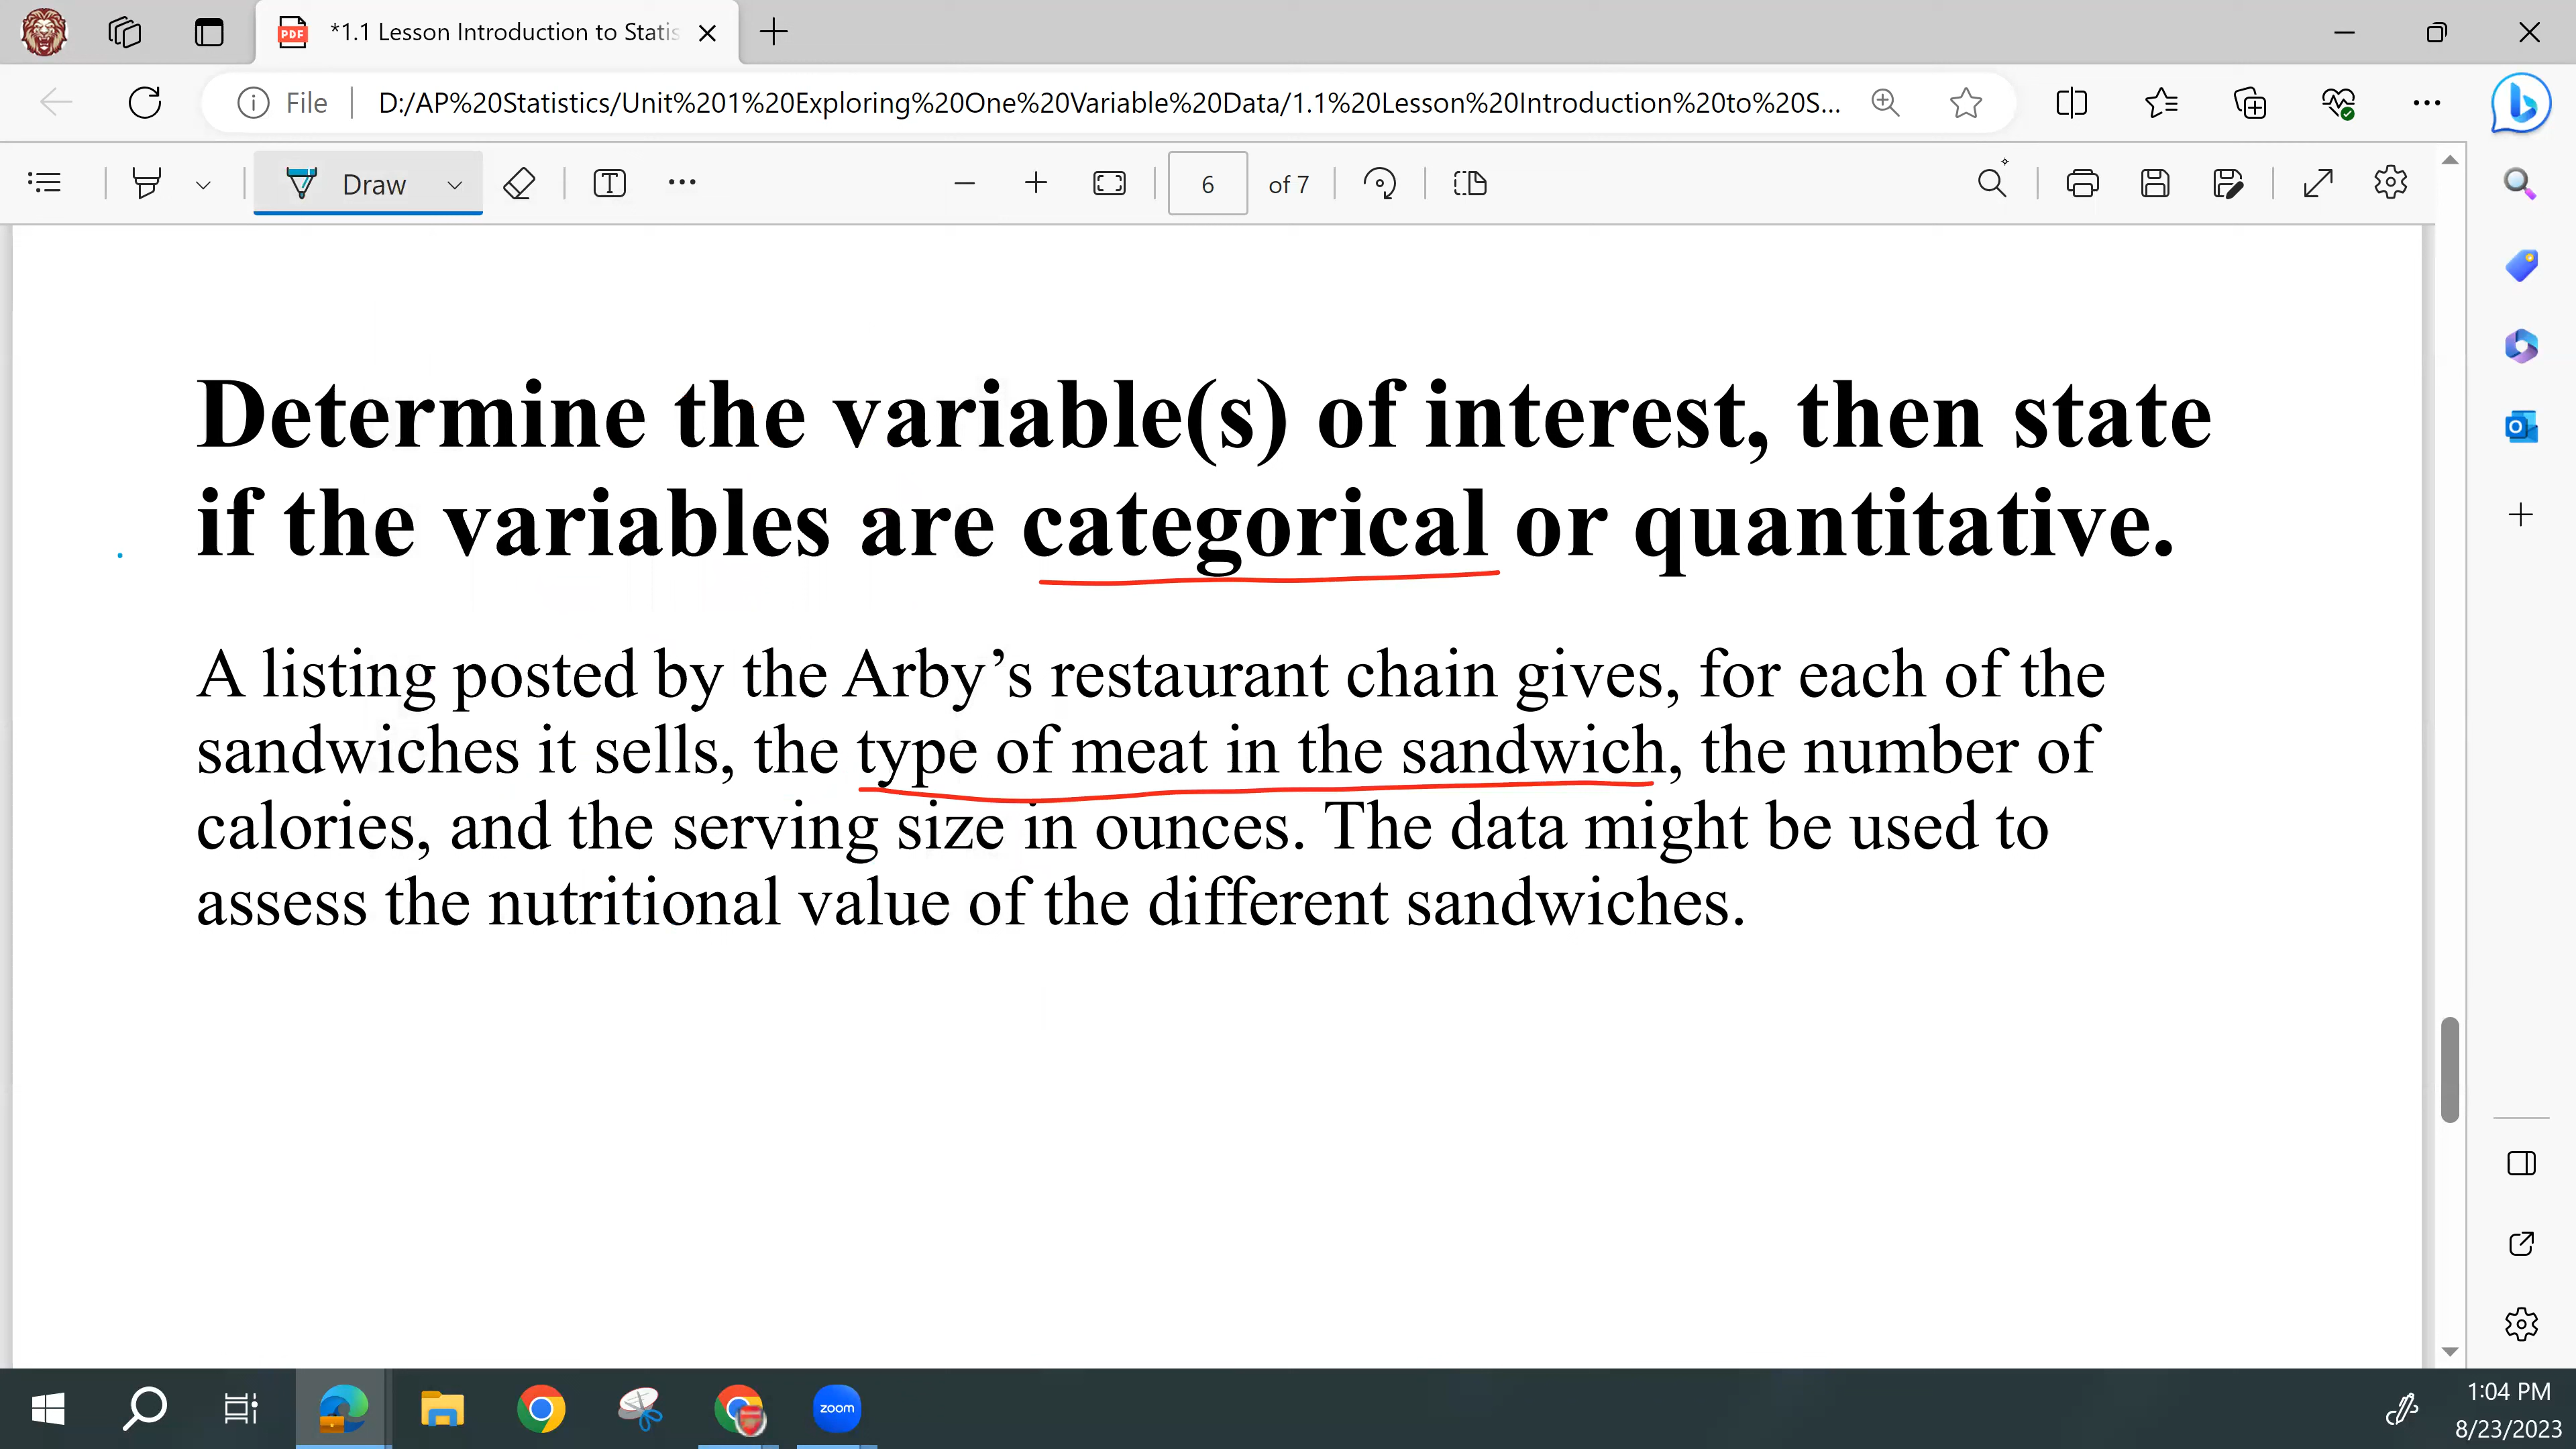 *1.1 Lesson Introduction to Statis
File
D:/AP%20Statistics/Unit%201%20Exploring%20One%20Variable%20Data/1.1%20Lesson%20Introduction%20to%20S...
Draw
6 of 7
Determine the variable(s) of interest, then state
if the variables are categorical or quantitative.
A listing posted by the Arby’s restaurant chain gives, for each of the
sandwiches it sells, the type of meat in the sandwich, the number of
calories, and the serving size in ounces. The data might be used to
assess the nutritional value of the different sandwiches.
zoom
1:04 PM
8/23/2023